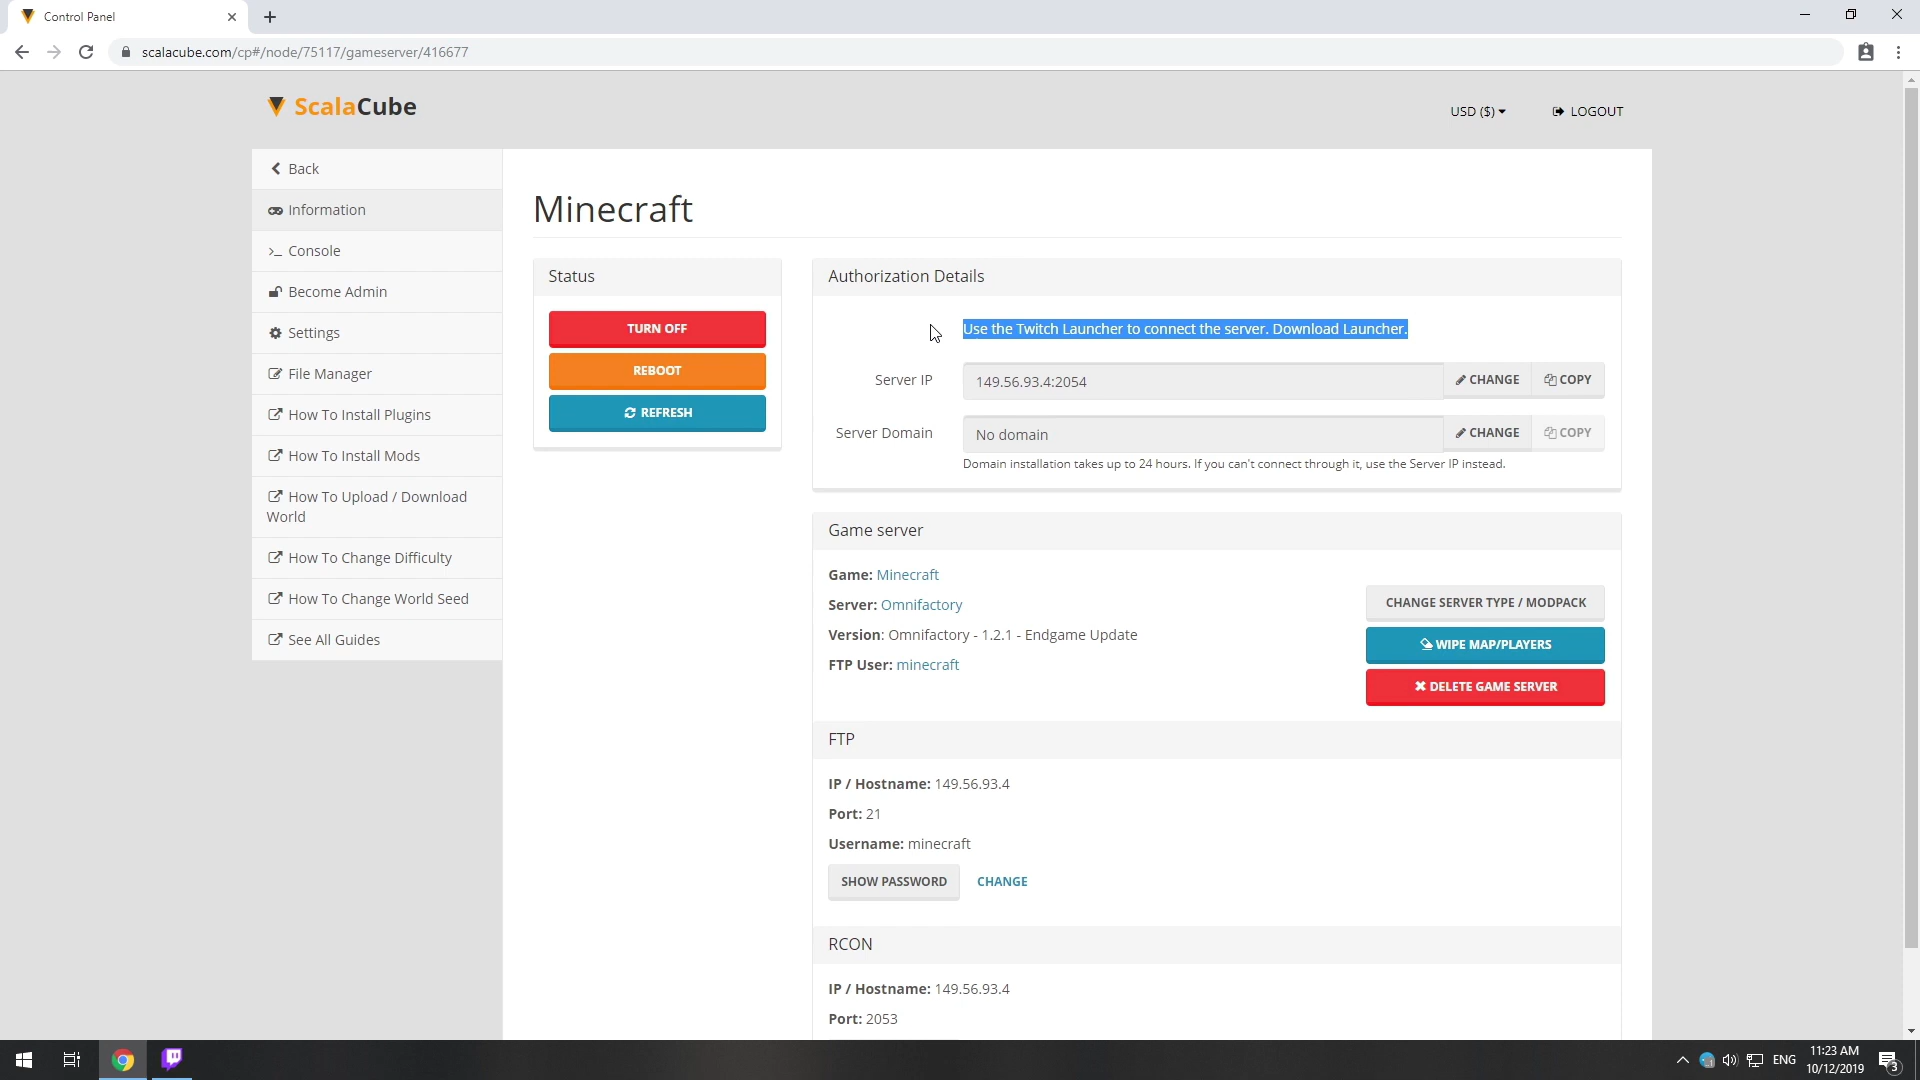 Control Panel
scalacube.com/cp#/node/75117/gameserver/416677
ScalaCube
USD ($)
LOGOUT
Back
Information
Console
Become Admin
Settings
File Manager
How To Install Plugins
How To Install Mods
How To Upload / Download
World
How To Change Difficulty
How To Change World Seed
See All Guides
Minecraft
Status
TURN OFF
REBOOT
REFRESH
Authorization Details
Use the Twitch Launcher to connect the server. Download Launcher.
Server IP
149.56.93.4:2054
CHANGE
COPY
Server Domain
No domain
CHANGE
COPY
Domain installation takes up to 24 hours. If you can't connect through it, use the Server IP instead.
Game server
Game: Minecraft
Server: Omnifactory
Version: Omnifactory - 1.2.1 - Endgame Update
FTP User: minecraft
CHANGE SERVER TYPE / MODPACK
WIPE MAP/PLAYERS
DELETE GAME SERVER
FTP
IP / Hostname: 149.56.93.4
Port: 21
Username: minecraft
SHOW PASSWORD
CHANGE
RCON
IP / Hostname: 149.56.93.4
Port: 2053
ENG
11:23 AM
10/12/2019
3